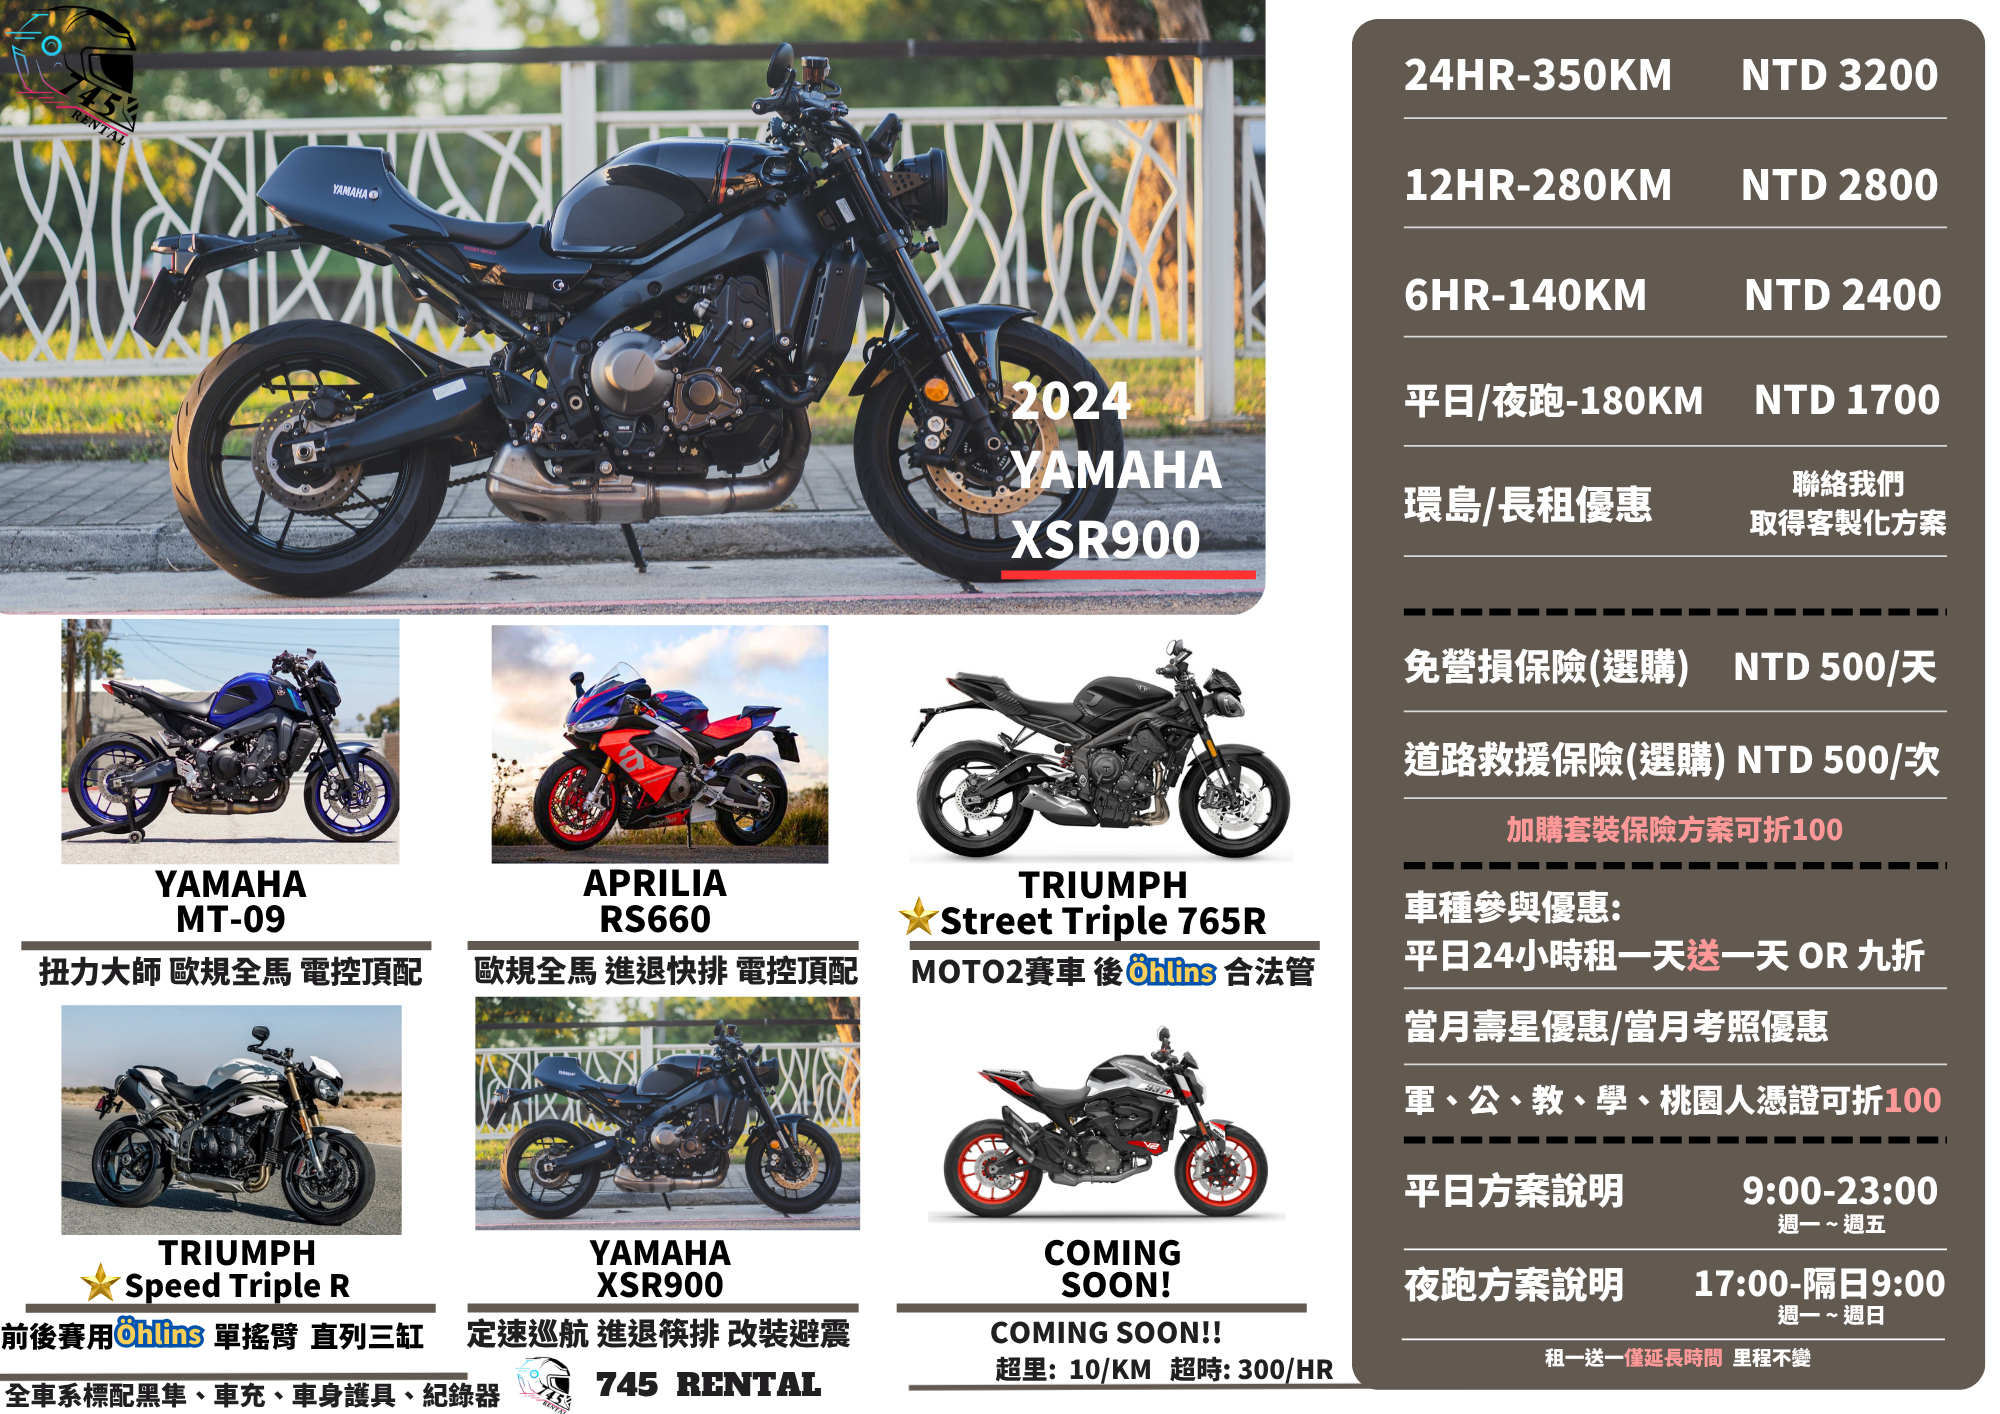 745
RENTAL
YAMAHA
2024
YAMAHA
XSR900
YAMAHA
MT-09
扭力大師 歐規全馬 電控頂配
APRILIA
RS660
歐規全馬 進退快排 電控頂配
TRIUMPH
Street Triple 765R
MOTO2賽車 後Öhlins 合法管
TRIUMPH
Speed Triple R
前後賽用Öhlins 單搖臂 直列三缸
YAMAHA
XSR900
定速巡航 進退筷排 改裝避震
COMING
SOON!
COMING SOON!!
超里: 10/KM 超時: 300/HR
全車系標配黑隼、車充、車身護具、紀錄器
745
RENTAL
745 RENTAL
24HR-350KM NTD 3200
12HR-280KM NTD 2800
6HR-140KM NTD 2400
平日/夜跑-180KM NTD 1700
環島/長租優惠 聯絡我們
取得客製化方案
免營損保險(選購) NTD 500/天
道路救援保險(選購) NTD 500/次
加購套裝保險方案可折100
車種參與優惠:
平日24小時租一天送一天 OR 九折
當月壽星優惠/當月考照優惠
軍、公、教、學、桃園人憑證可折100
平日方案說明 9:00-23:00
週一 ~ 週五
夜跑方案說明 17:00-隔日9:00
週一 ~ 週日
租一送一僅延長時間 里程不變